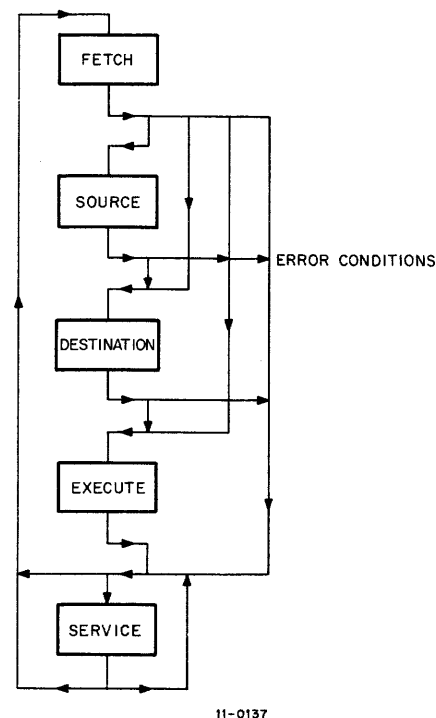 FETCH
SOURCE
ERROR CONDITIONS
DESTINATION
EXECUTE
SERVICE
11-0137